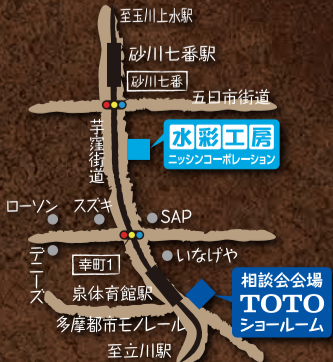 至玉川上水駅
砂川七番駅
砂川七番
五日市街道
芋窪街道
水彩工房
ニッシンコーポレーション
ローソン
スズキ
SAP
デニーズ
いなげや
幸町1
泉体育館駅
相談会会場
TOTO
ショールーム
多摩都市モノレール
至立川駅